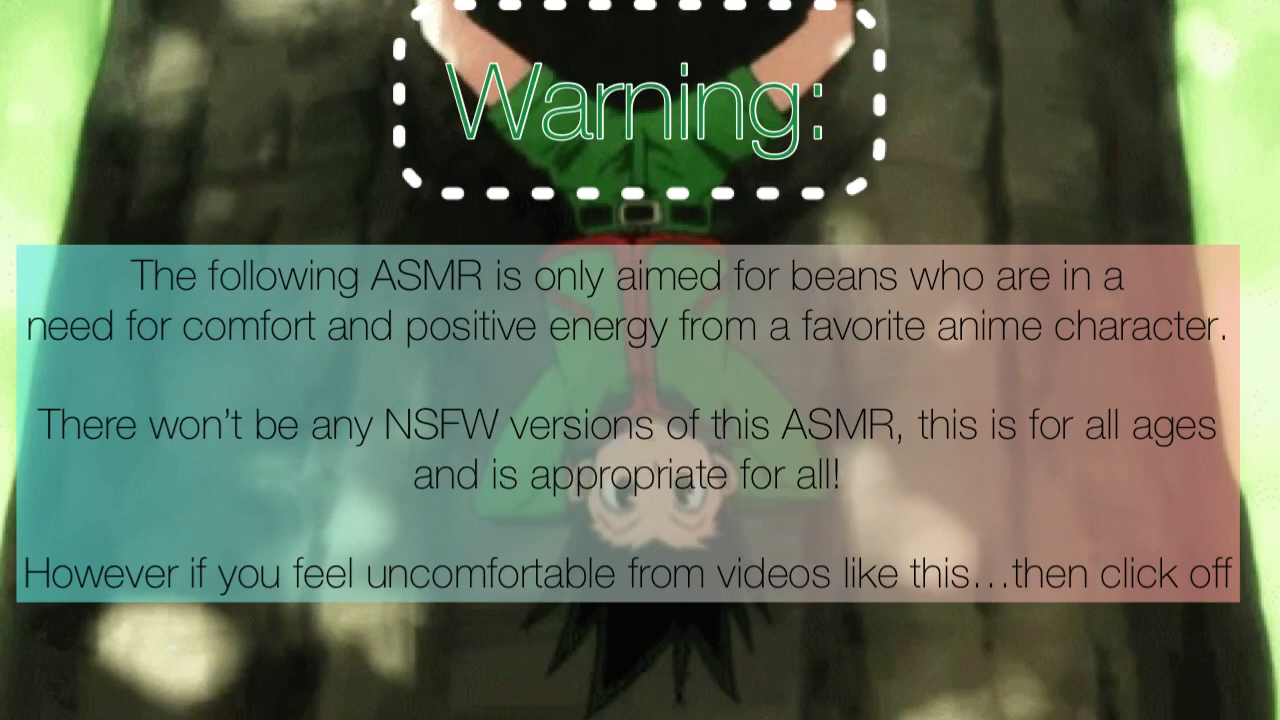 Warning:
The following ASMR is only aimed for beans who are in a
need for comfort and positive energy from a favorite anime character.
There won't be any NSFW versions of this ASMR, this is for all ages
and is appropriate for all!
However if you feel uncomfortable from videos like this...then click off